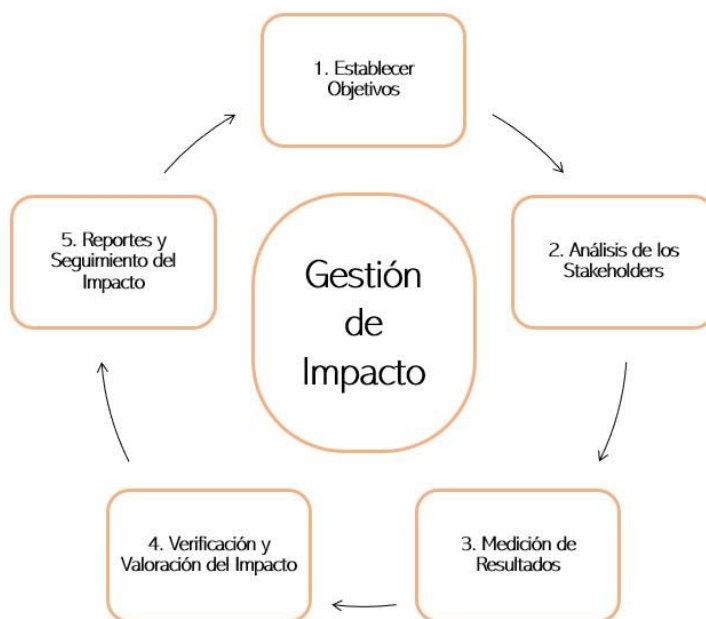 1. Establecer
Objetivos
2. Análisis de los
Stakeholders
3. Medición de
Resultados
4. Verificación y
Valoración del Impacto
5. Reportes y
Seguimiento del
Impacto
Gestión
de
Impacto